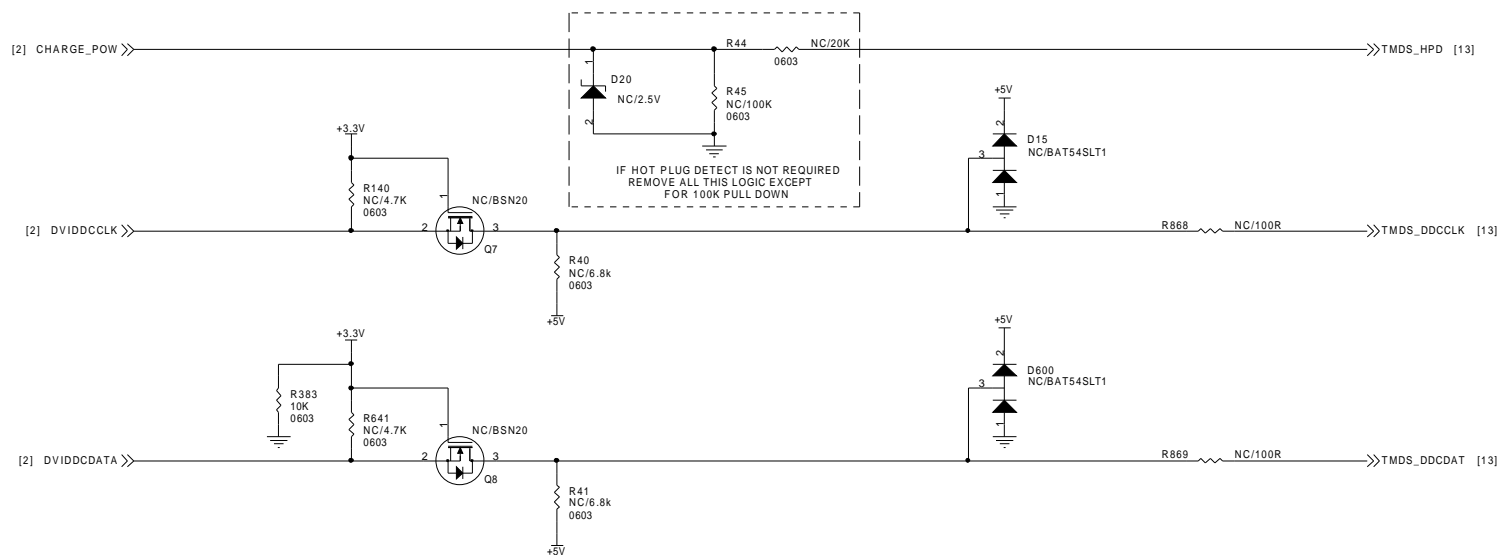 [2] CHARGE_POW
R44
NC/20K
0603
TMDS_HPD [13]
1
D20
NC/2.5V
2
R45
NC/100K
0603
IF HOT PLUG DETECT IS NOT REQUIRED
REMOVE ALL THIS LOGIC EXCEPT
FOR 100K PULL DOWN
+5V
2
D15
NC/BAT54SLT1
3
1
+3.3V
R140
NC/4.7K
0603
1
NC/BSN20
[2] DVIDDCCLK
2
3
Q7
R40
NC/6.8k
0603
+5V
R868
NC/100R
TMDS_DDCCLK [13]
+5V
2
D600
NC/BAT54SLT1
3
1
+3.3V
R383
10K
0603
R641
NC/4.7K
0603
1
NC/BSN20
[2] DVIDDCDATA
2
3
Q8
R41
NC/6.8k
0603
+5V
R869
NC/100R
TMDS_DDCDAT [13]